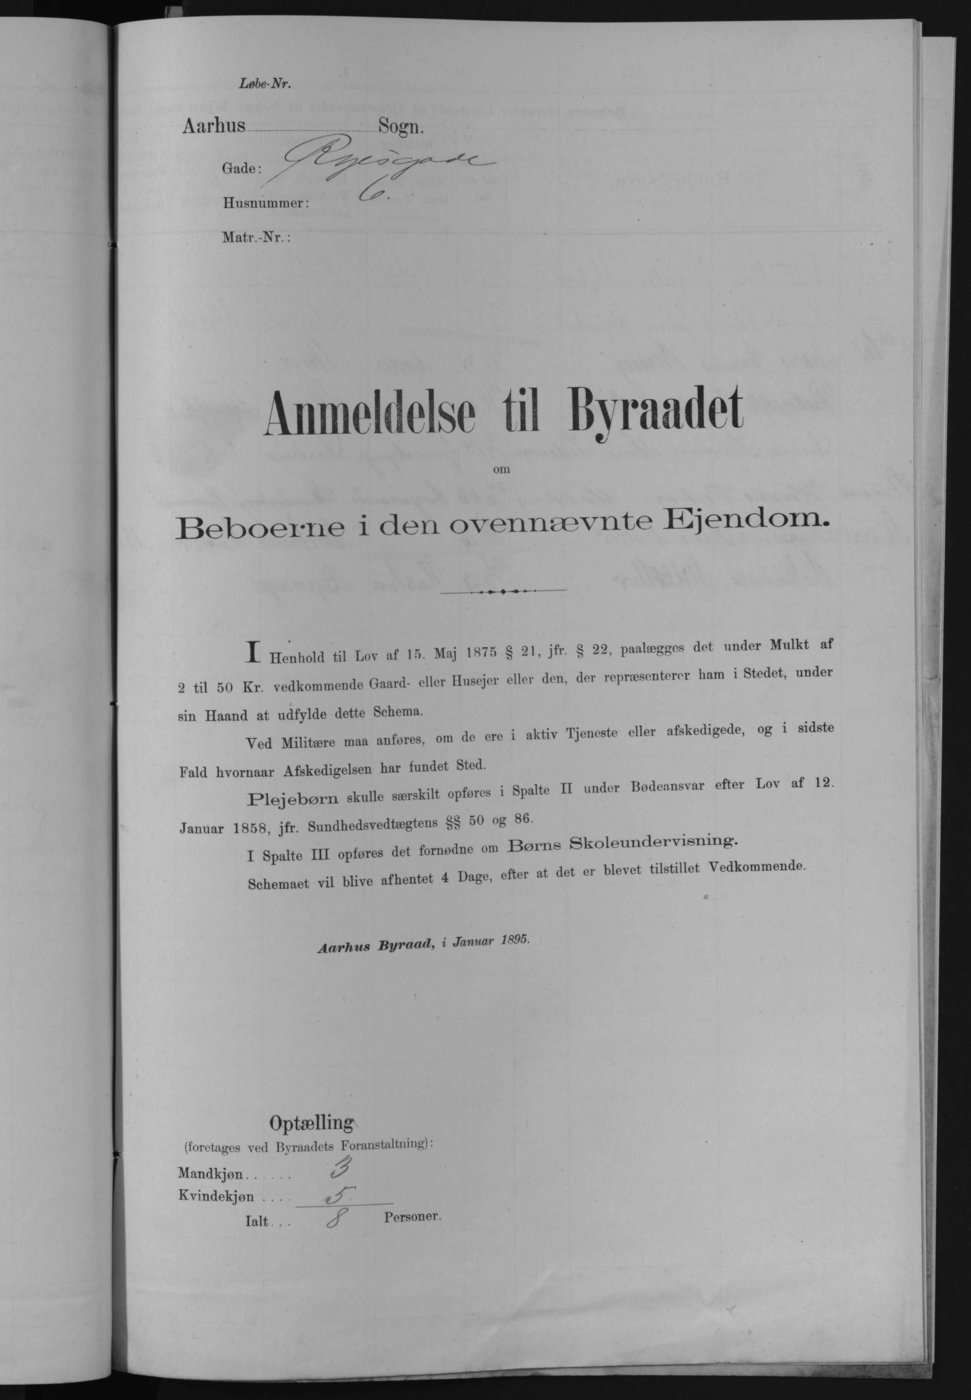 Løbe-Nr.
Aarhus Sogn.
Gade: Ryesgade
Husnummer: 6.
Matr.-Nr.:
Anmeldelse til Byraadet
om
Beboerne i den ovennævnte Ejendom.
I Henhold til Lov af 15. Maj 1875 § 21, jfr. § 22, paalægges det under Mulkt af
2 til 50 Kr. vedkommende Gaard- eller Husejer eller den, der repræsenterer ham i Stedet, under
sin Haand at udfylde dette Schema.
Ved Militære maa anføres, om de ere i aktiv Tjeneste eller afskedigede, og i sidste
Fald hvornaar Afskedigelsen har fundet Sted.
Plejebørn skulle særskilt opføres i Spalte II under Bødeansvar efter Lov af 12.
Januar 1858, jfr. Sundhedsvedtægtens §§ 50 og 86.
I Spalte III opføres det fornødne om Børns Skoleundervisning.
Schemaet vil blive afhentet 4 Dage, efter at det er blevet tilstillet Vedkommende.
Aarhus Byraad, i Januar 1895.
Optælling
(foretages ved Byraadets Foranstaltning):
Mandkjøn...... 3
Kvindekjøn .... 5
Ialt... 8 Personer.